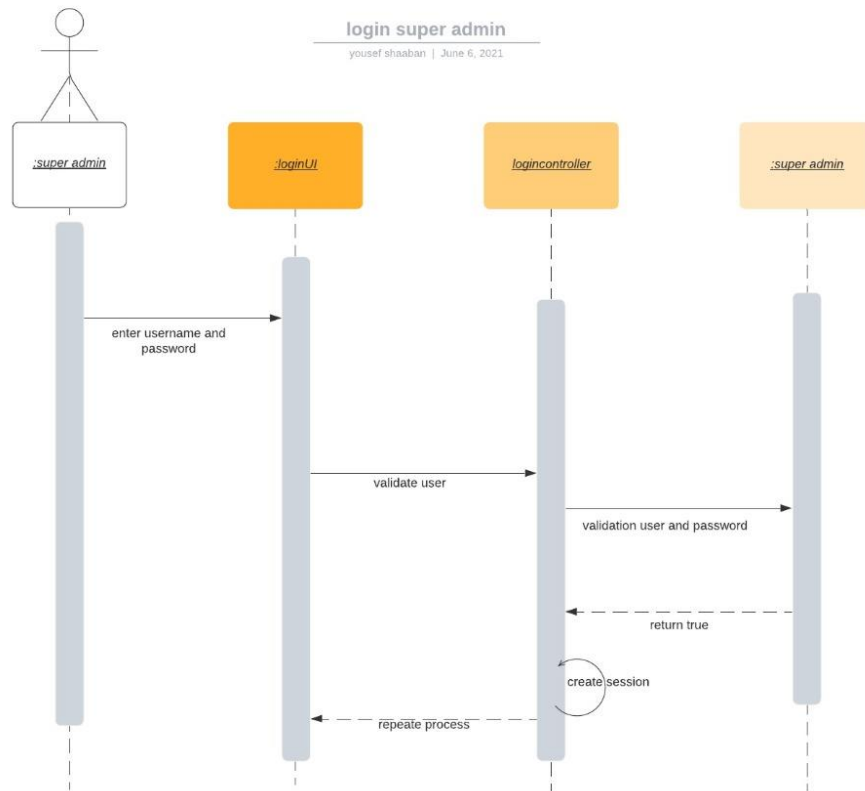 login super admin
yousef shaaban | June 6, 2021
:super admin
:loginUI
logincontroller
:super admin
enter username and
password
validate user
validation user and password
return true
create session
repeate process